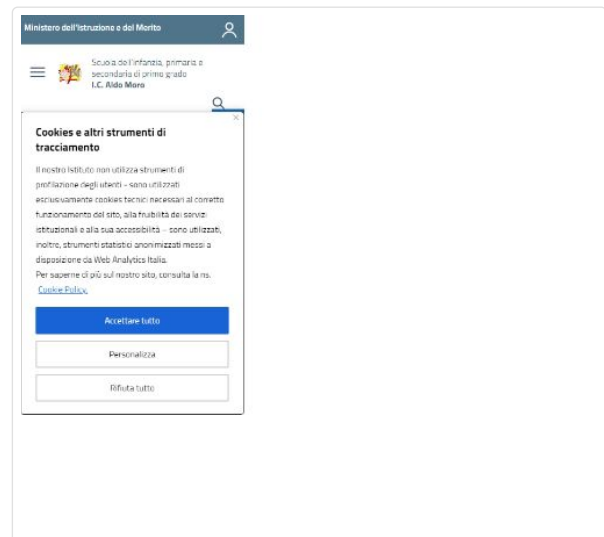 Ministero dell'Istruzione e del Merito
Scuola dell'infanzia, primaria e
secondaria di primo grado
I.C. Aldo Moro
Cookies e altri strumenti di
tracciamento
Il nostro Istituto non utilizza strumenti di
profilazione degli utenti - sono utilizzati
esclusivamente cookies tecnici necessari al corretto
funzionamento del sito, alla fruibilità dei servizi
istituzionali e alla sua accessibilità – sono utilizzati,
inoltre, strumenti statistici anonimizzati messi a
disposizione da Web Analytics Italia.
Per saperne di più sul nostro sito, consulta la ns.
Cookie Policy.
Accettare tutto
Personalizza
Rifiuta tutto